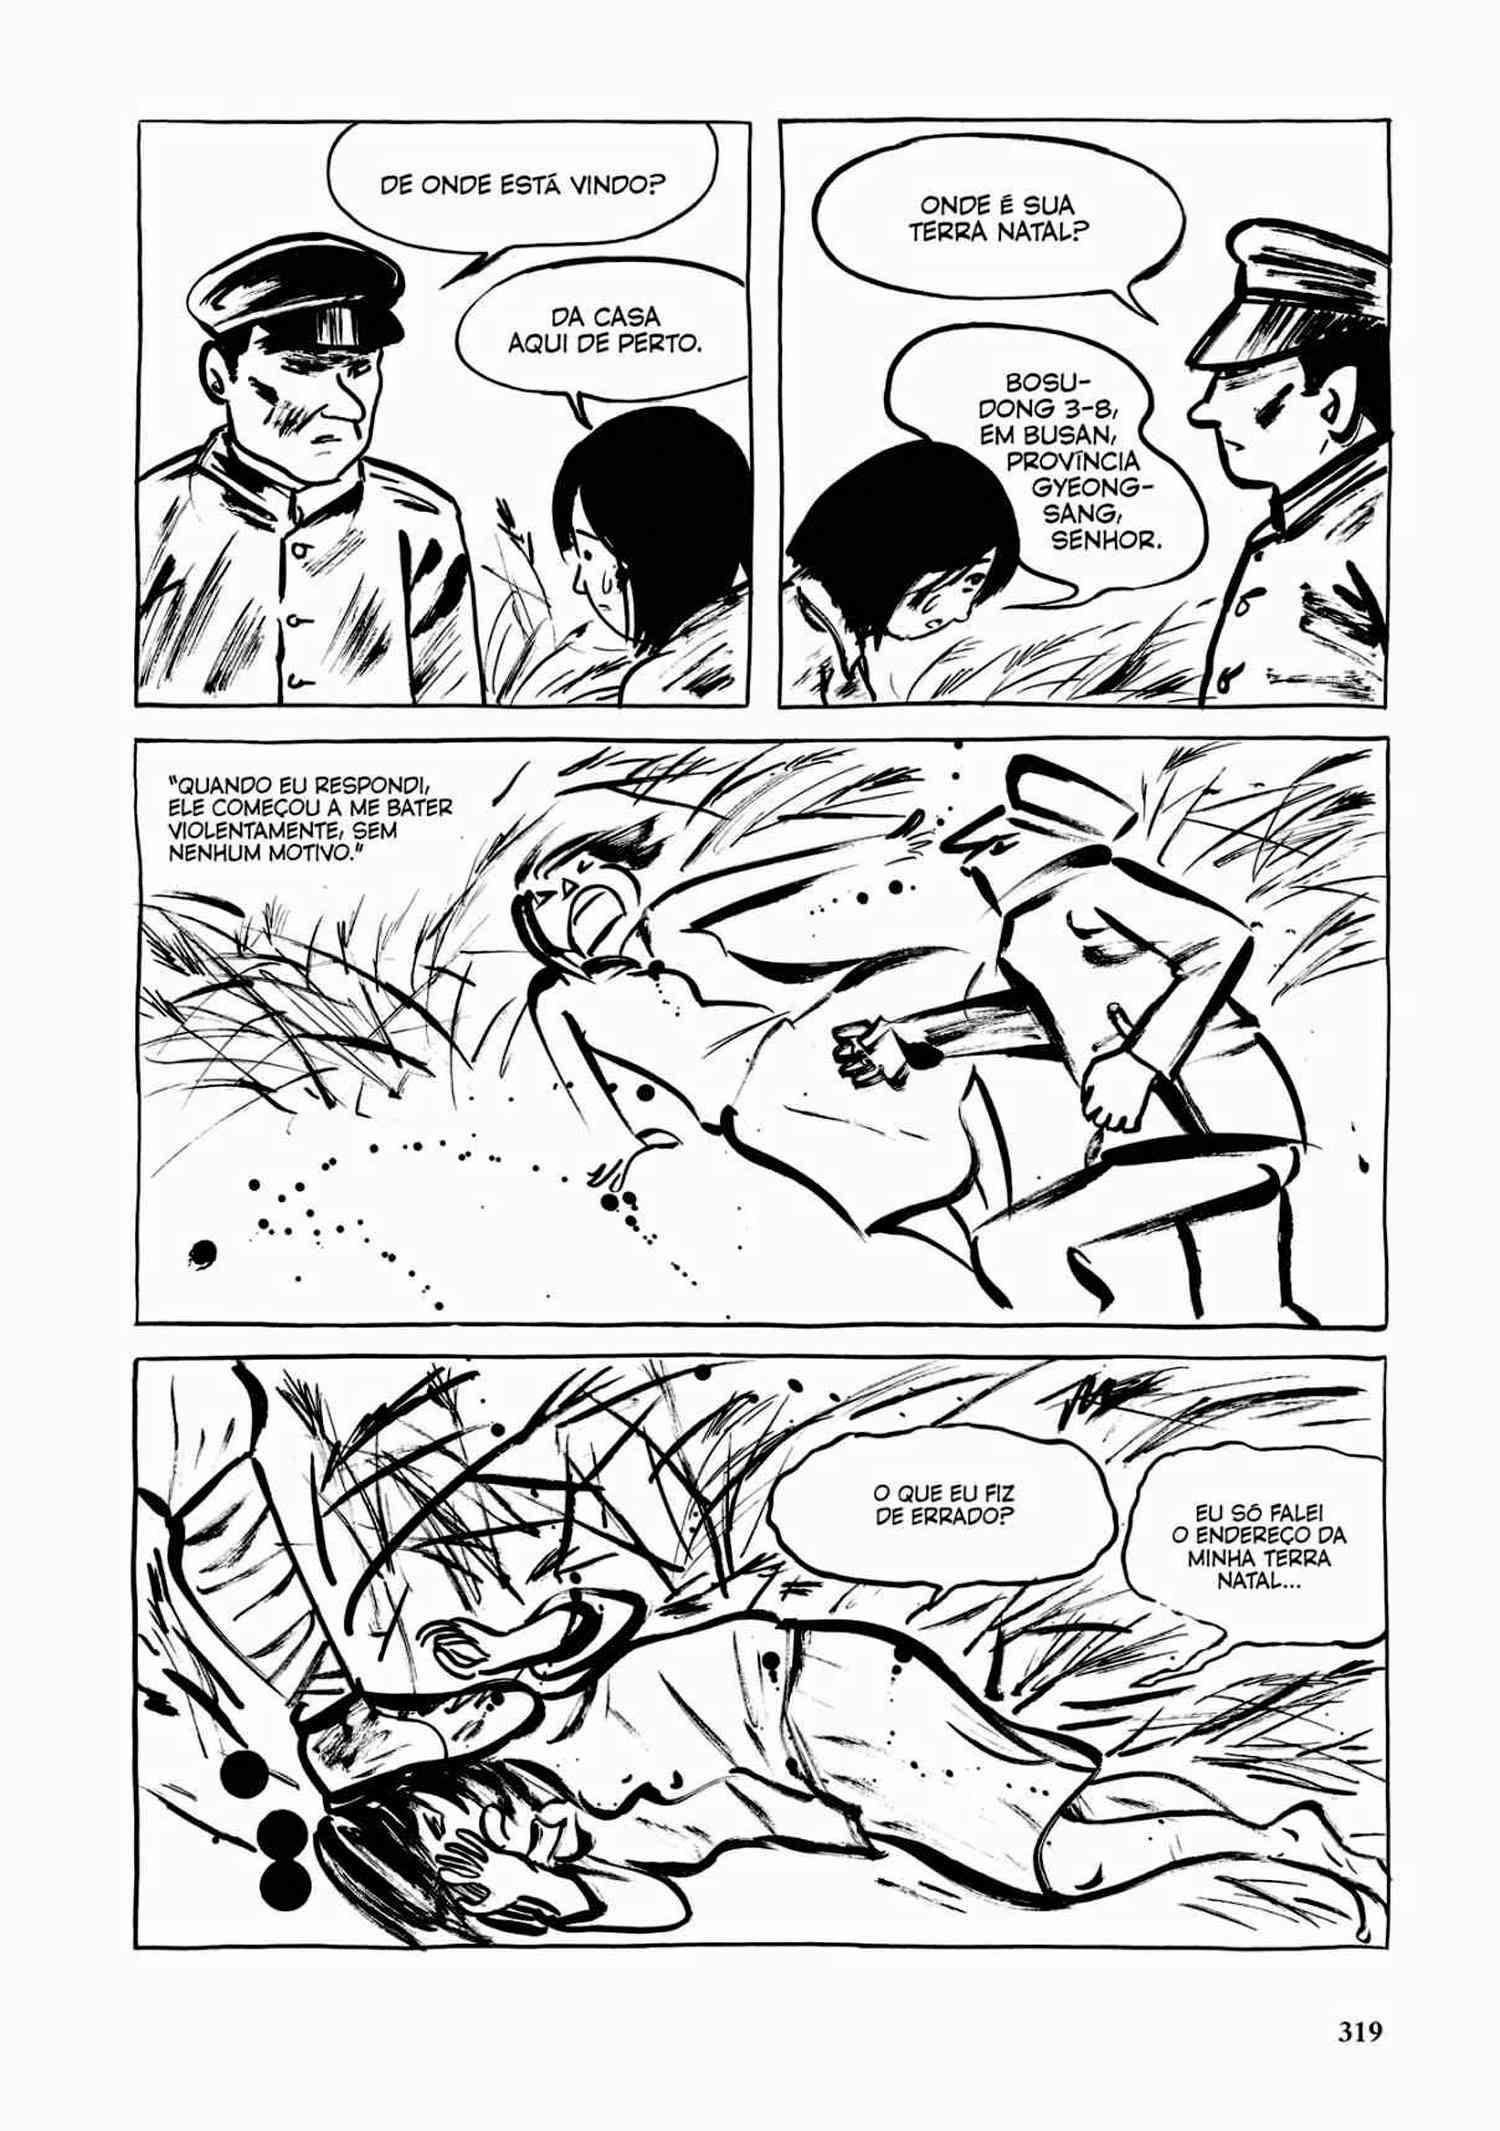 DE ONDE ESTÁ VINDO?
DA CASA
AQUI DE PERTO.
ONDE É SUA
TERRA NATAL?
BOSU-
DONG 3-8,
EM BUSAN,
PROVÍNCIA
GYEONG-
SANG,
SENHOR.
"QUANDO EU RESPONDI,
ELE COMEÇOU A ME BATER
VIOLENTAMENTE, SEM
NENHUM MOTIVO."
O QUE EU FIZ
DE ERRADO?
EU SÓ FALEI
O ENDEREÇO DA
MINHA TERRA
NATAL...
319